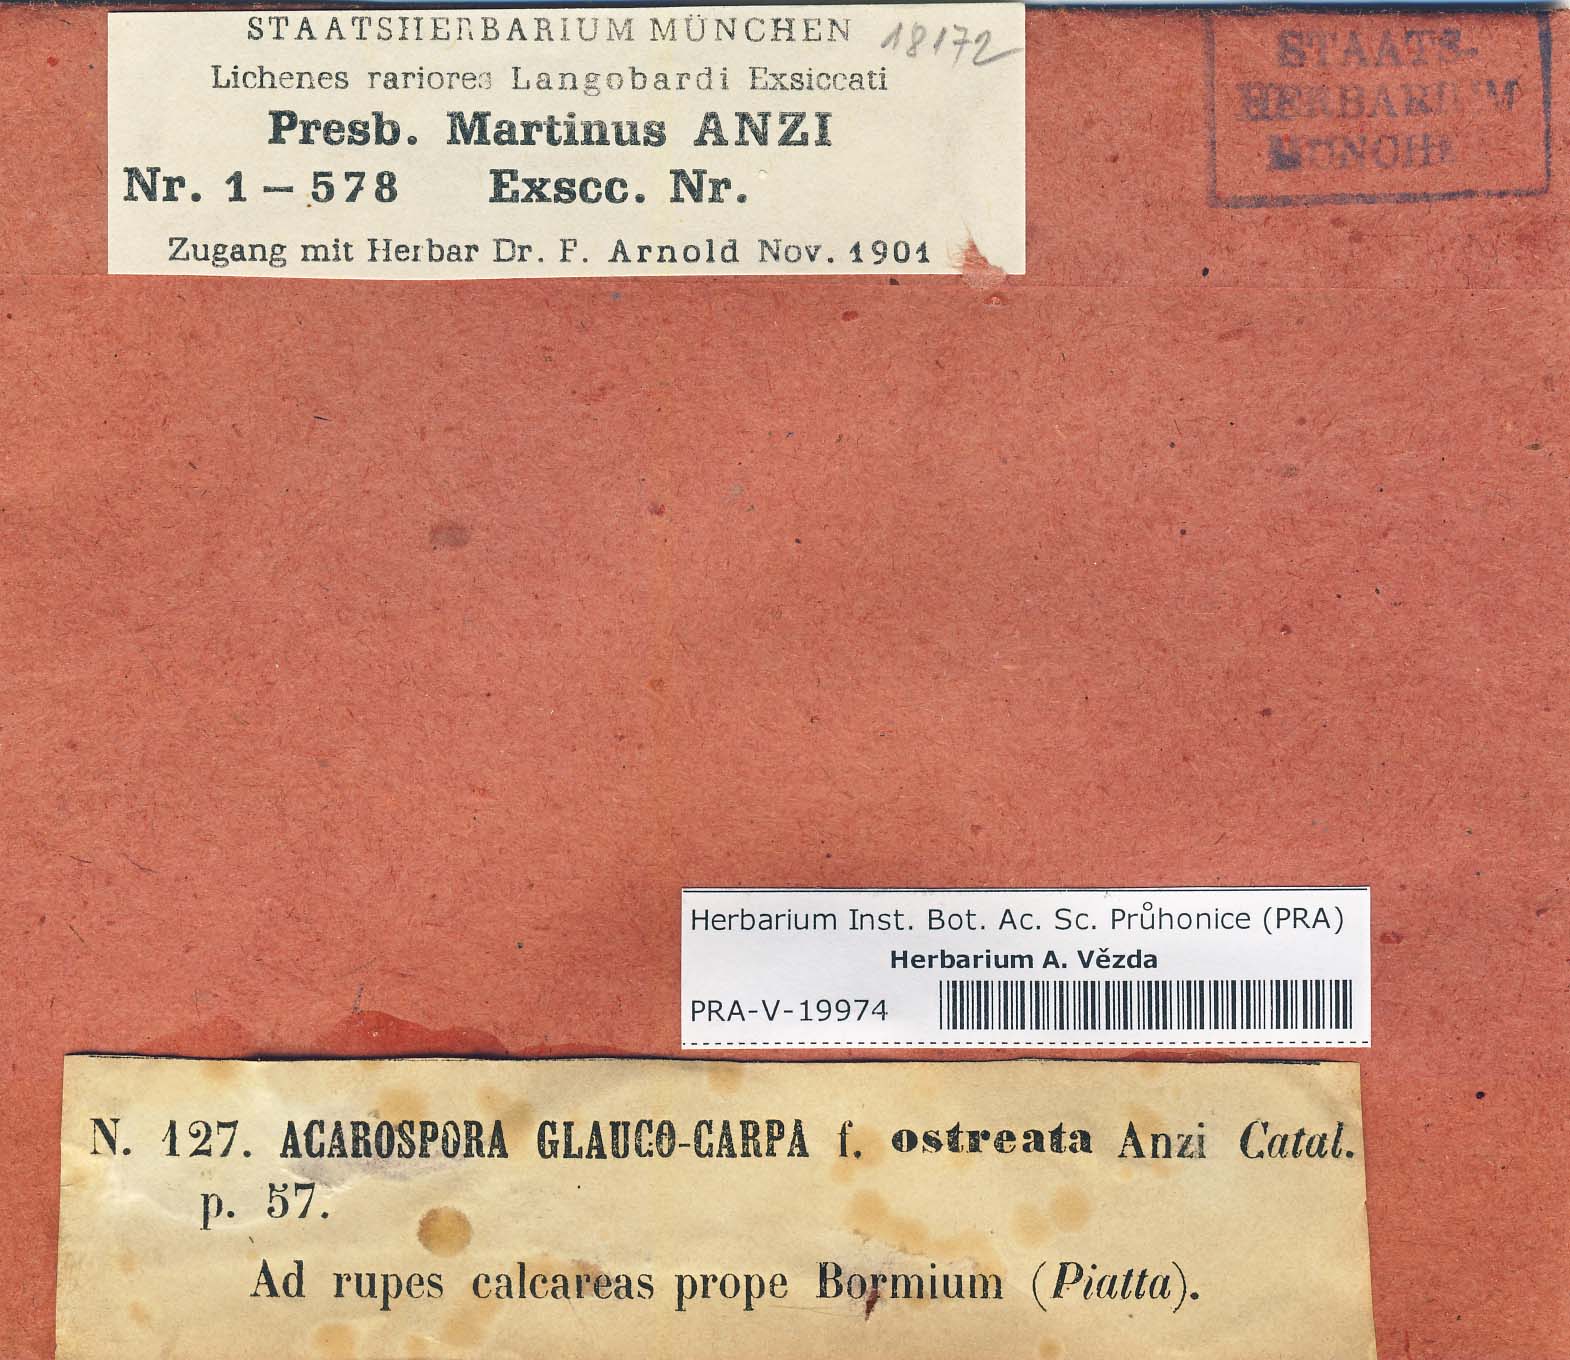 STAATSHERBARIUM MÜNCHEN 18172
Lichenes rariores Langobardi Exsiccati
Presb. Martinus ANZI
Nr. 1 – 578 Exscc. Nr.
Zugang mit Herbar Dr. F. Arnold Nov. 1901
STAATS-
HERBARIUM
MÜNCHE
Herbarium Inst. Bot. Ac. Sc. Průhonice (PRA)
Herbarium A. Vězda
PRA-V-19974
N. 127. ACAROSPORA GLAUCO-CARPA f. ostreata Anzi Catal.
p. 57.
Ad rupes calcareas prope Bormium (Piatta).